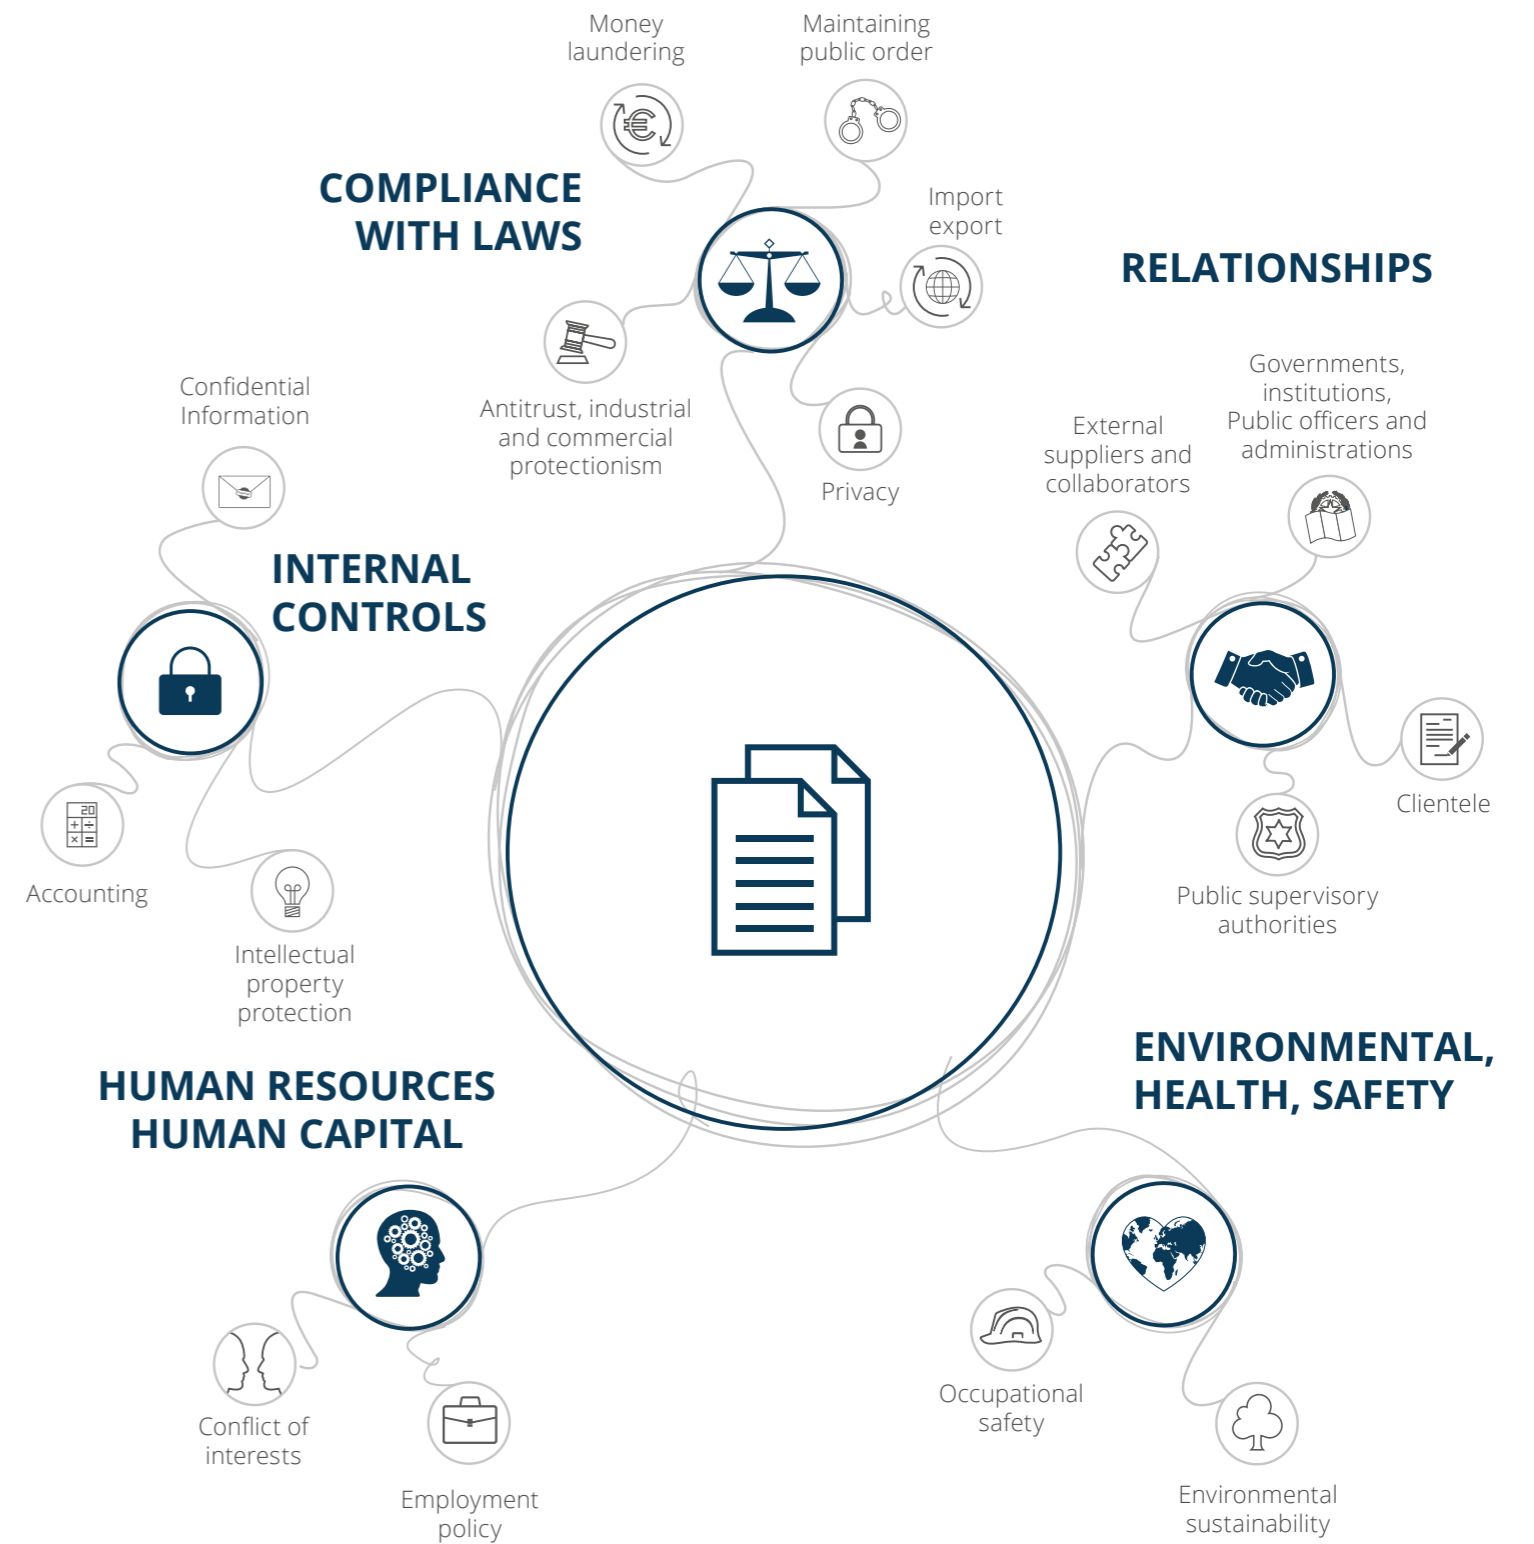 Money
laundering
Maintaining
public order
COMPLIANCE
WITH LAWS
Import
export
Antitrust, industrial
and commercial
protectionism
Privacy
RELATIONSHIPS
External
suppliers and
collaborators
Governments,
institutions,
Public officers and
administrations
Clientele
Public supervisory
authorities
Confidential
Information
INTERNAL
CONTROLS
20
Accounting
Intellectual
property
protection
HUMAN RESOURCES
HUMAN CAPITAL
Conflict of
interests
Employment
policy
ENVIRONMENTAL,
HEALTH, SAFETY
Occupational
safety
Environmental
sustainability